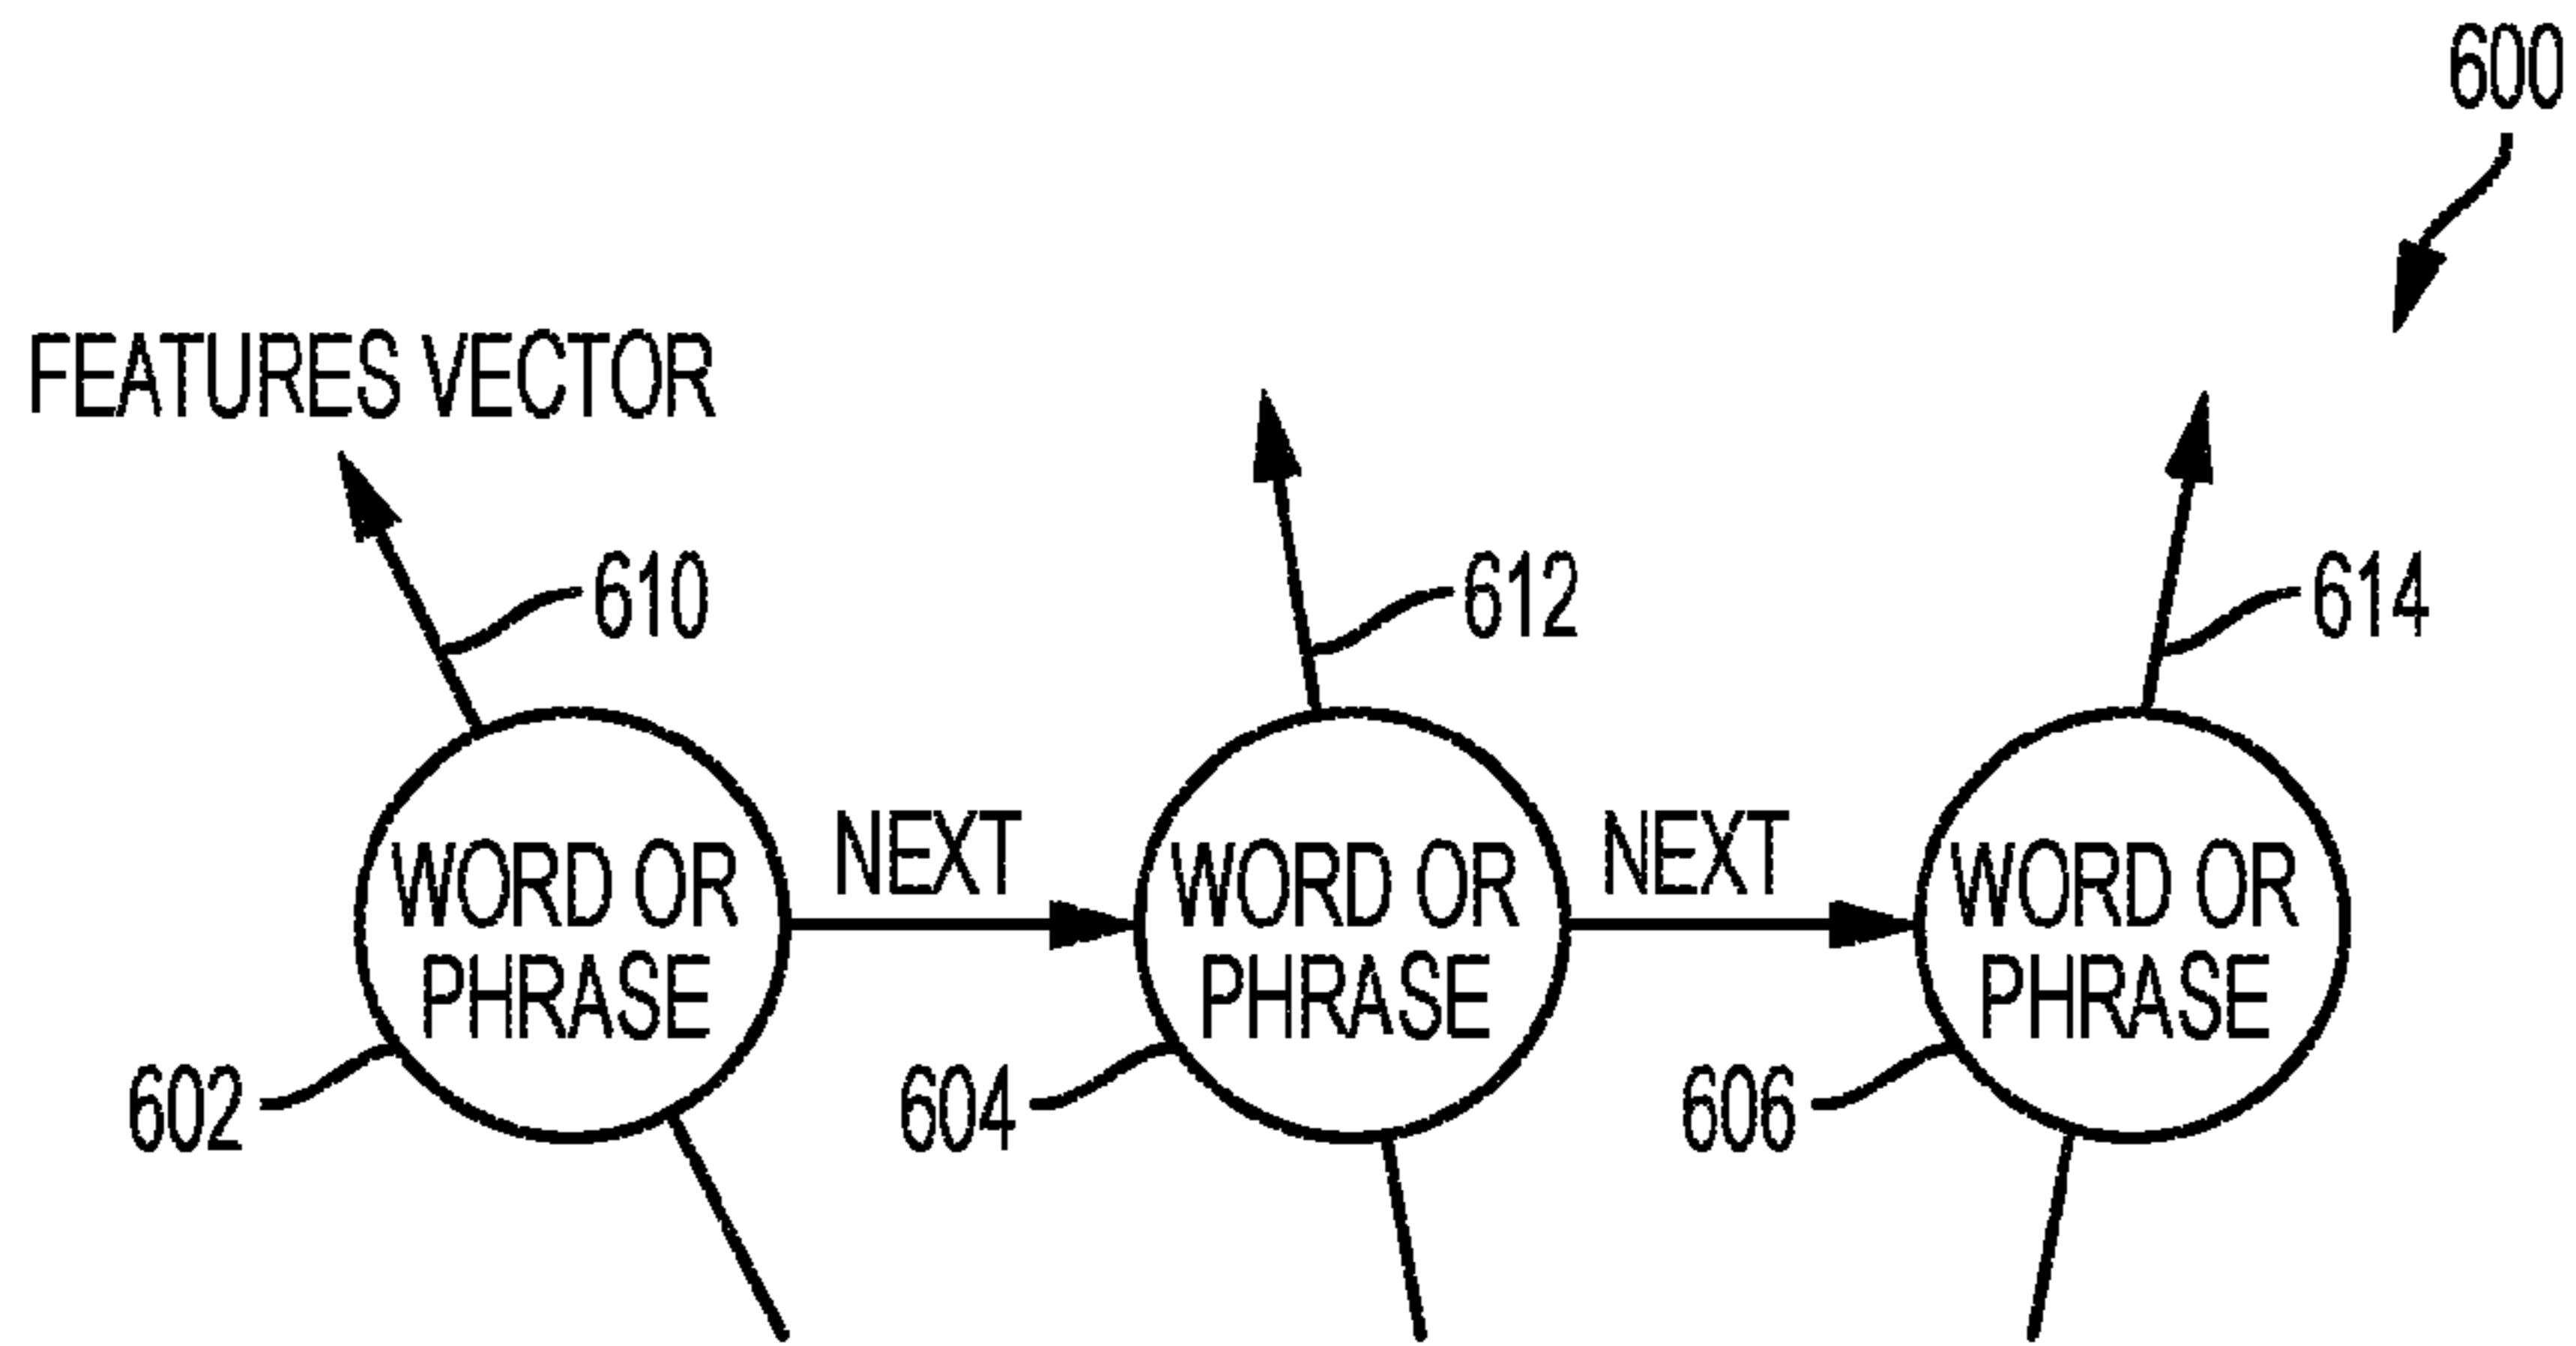 600
FEATURES VECTOR
610
612
614
WORD OR
PHRASE
NEXT
WORD OR
PHRASE
NEXT
WORD OR
PHRASE
602
604
606